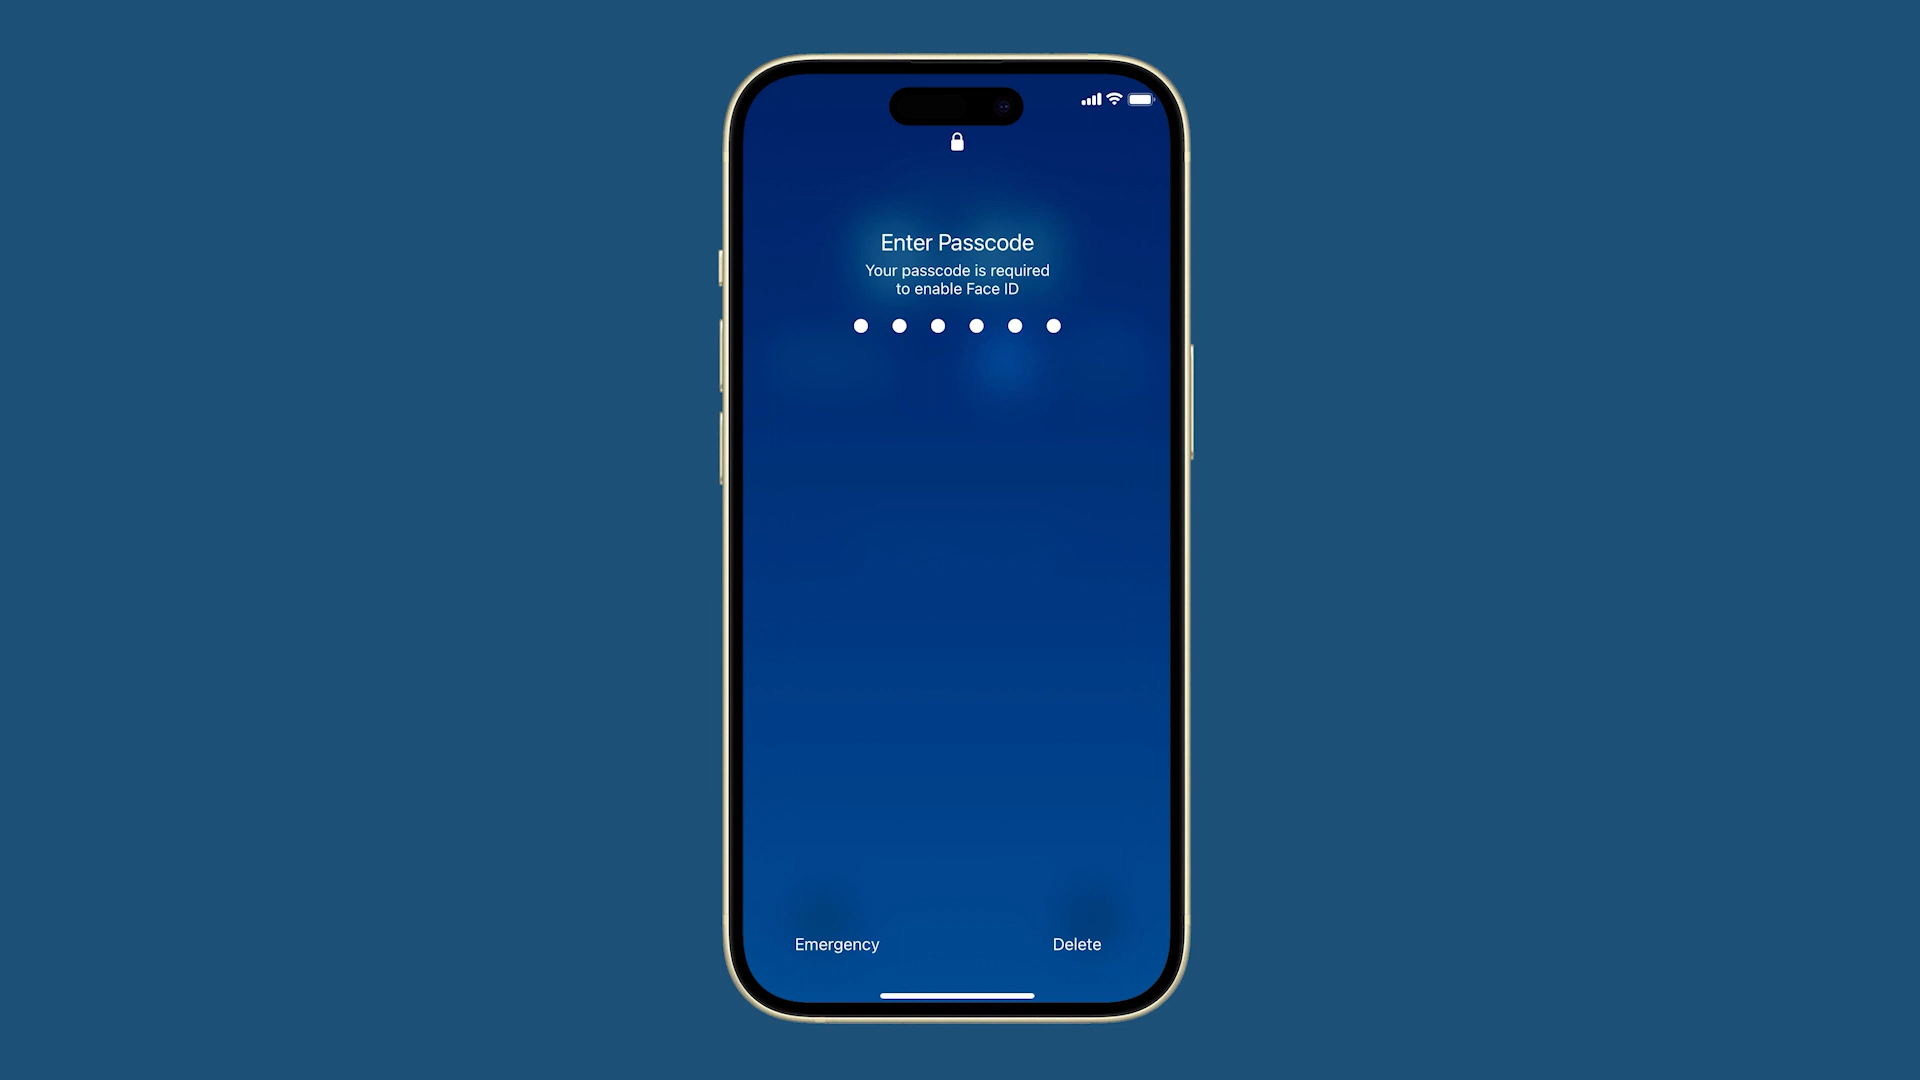 Enter Passcode
Your passcode is required
to enable Face ID
Emergency
Delete